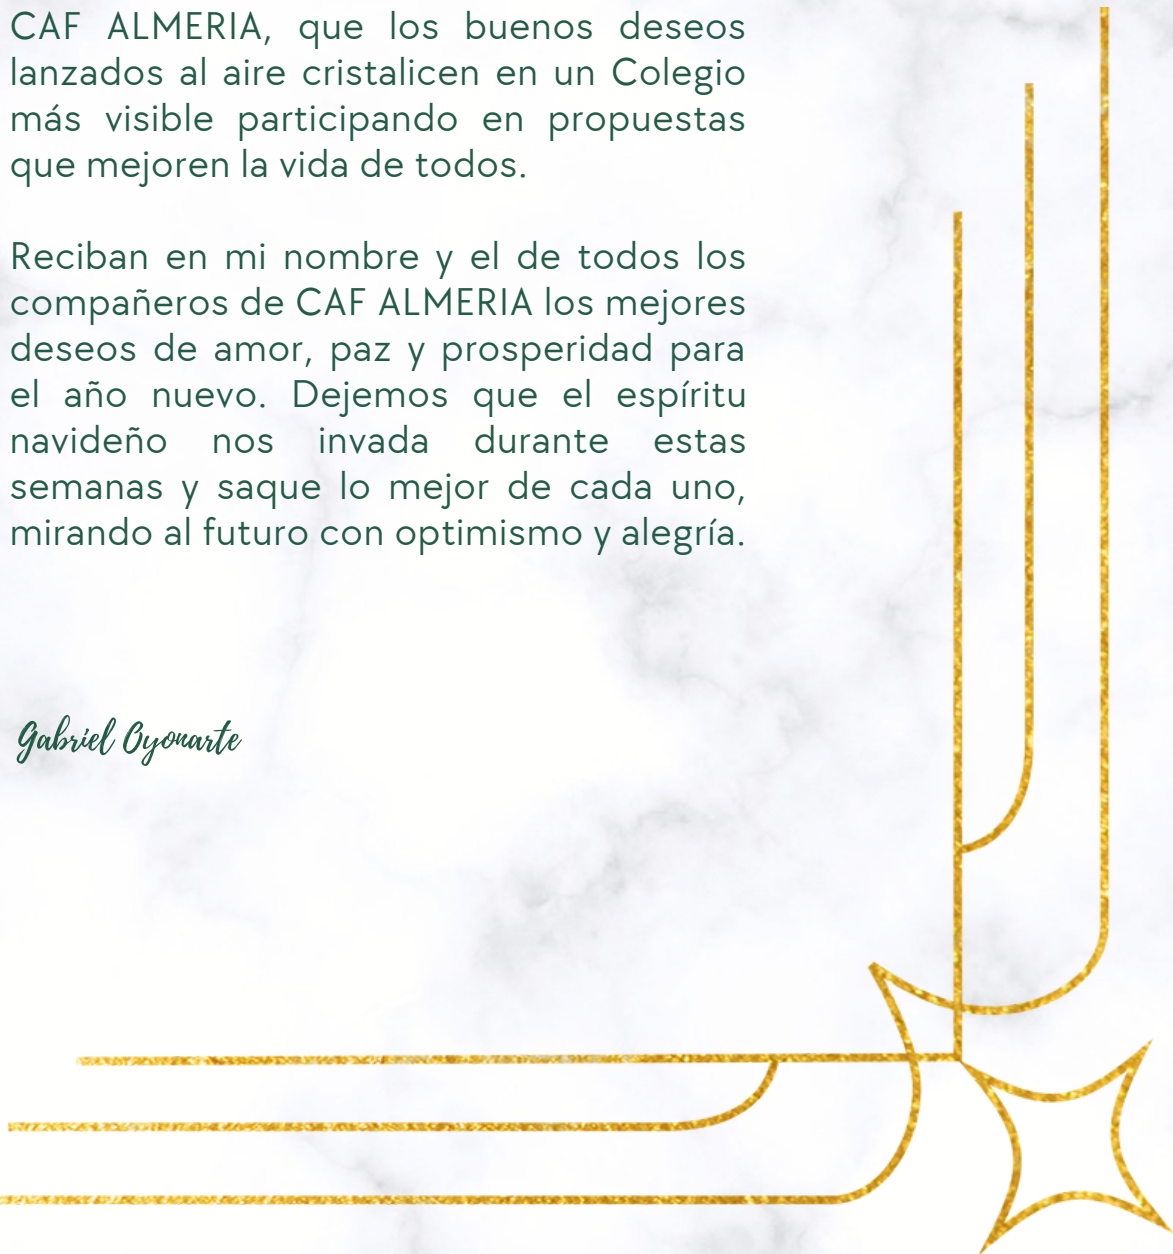 CAF ALMERIA, que los buenos deseos
lanzados al aire cristalicen en un Colegio
más visible participando en propuestas
que mejoren la vida de todos.
Reciban en mi nombre y el de todos los
compañeros de CAF ALMERIA los mejores
deseos de amor, paz y prosperidad para
el año nuevo. Dejemos que el espíritu
navideño nos invada durante estas
semanas y saque lo mejor de cada uno,
mirando al futuro con optimismo y alegría.
Gabriel Oyonarte